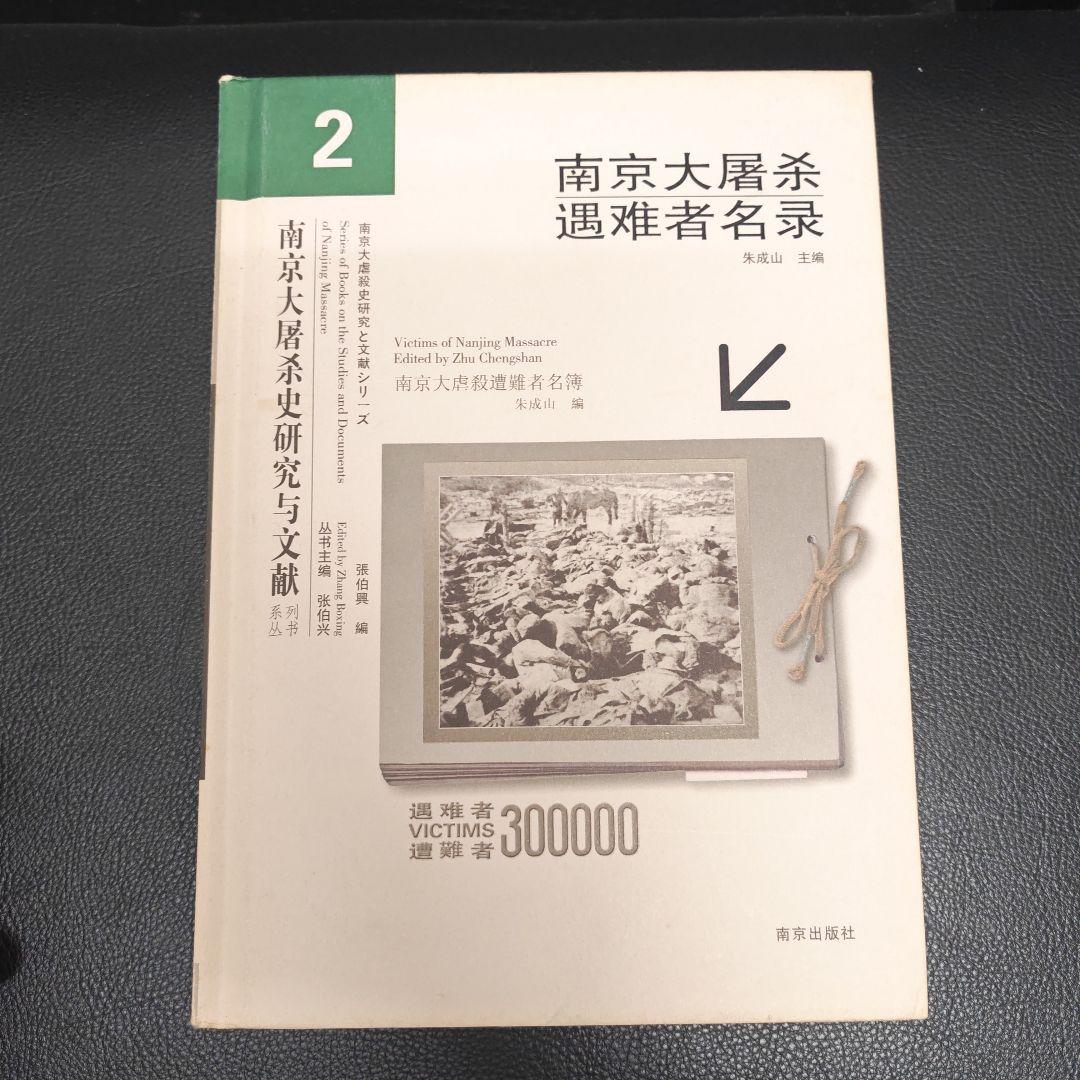 2
南京大屠杀
遇难者名录
朱成山 主编
南京大屠杀史研究与文献
系列
丛书
Series of Books on the Studies and Documents
of Nanjing Massacre
南京大虐殺史研究と文献シリーズ
丛书主编 张伯兴
Edited by Zhang Boxing
張伯興 編
Victims of Nanjing Massacre
Edited by Zhu Chengshan
南京大虐殺遭難者名簿
朱成山 編
遇难者
VICTIMS
遭難者
300000
南京出版社